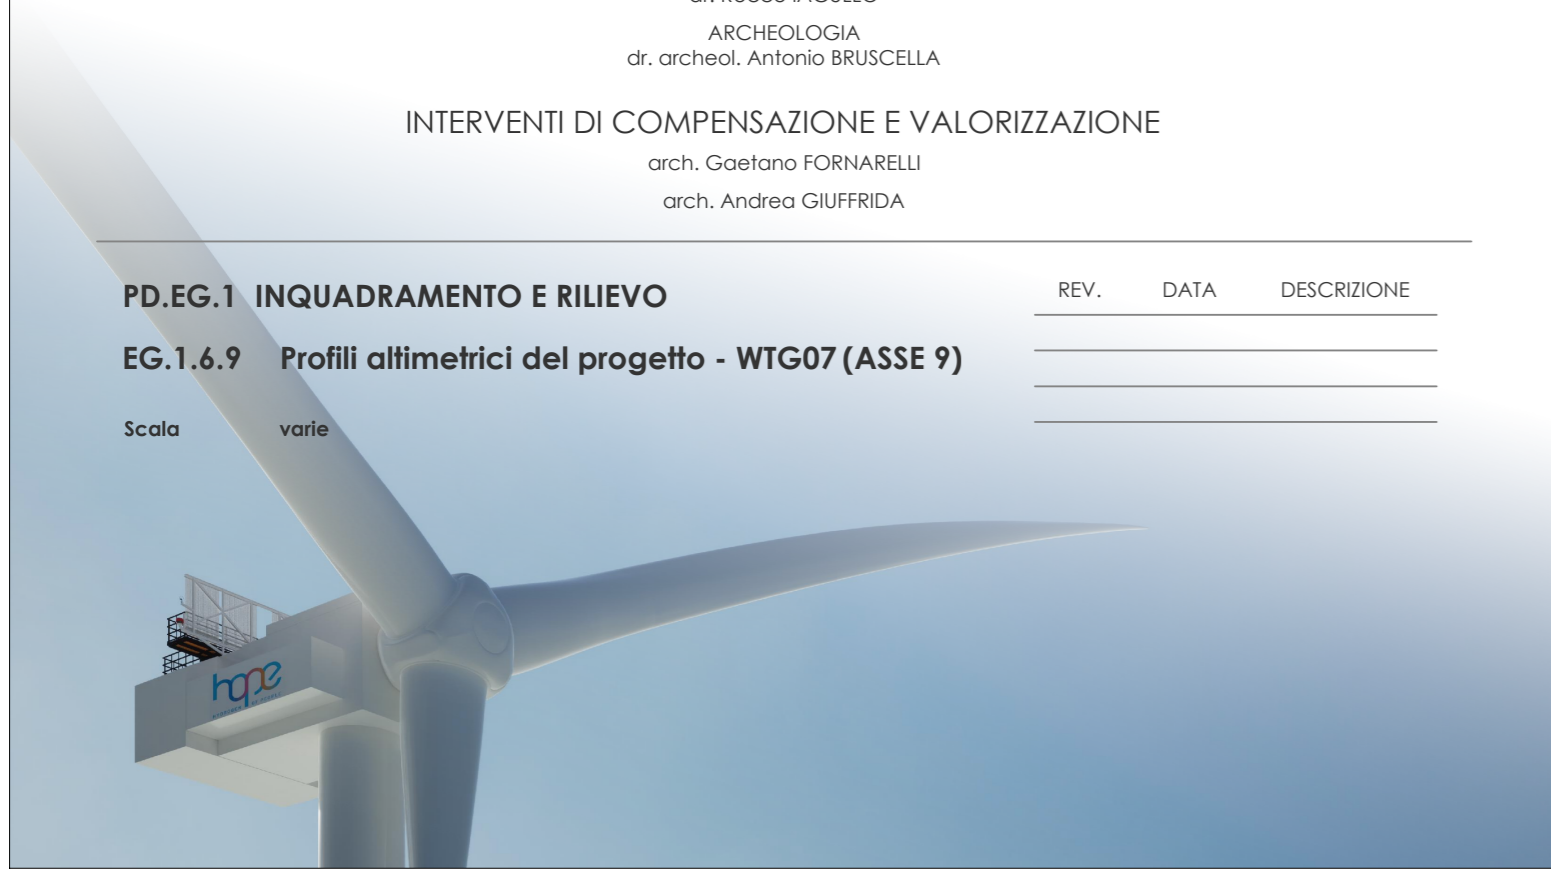 ARCHEOLOGIA
dr. archeol. Antonio BRUSCELLA
INTERVENTI DI COMPENSAZIONE E VALORIZZAZIONE
arch. Gaetano FORNARELLI
arch. Andrea GIUFFRIDA
PD.EG.1 INQUADRAMENTO E RILIEVO
REV. DATA DESCRIZIONE
EG.1.6.9 Profili altimetrici del progetto - WTG07 (ASSE 9)
Scala varie
hope